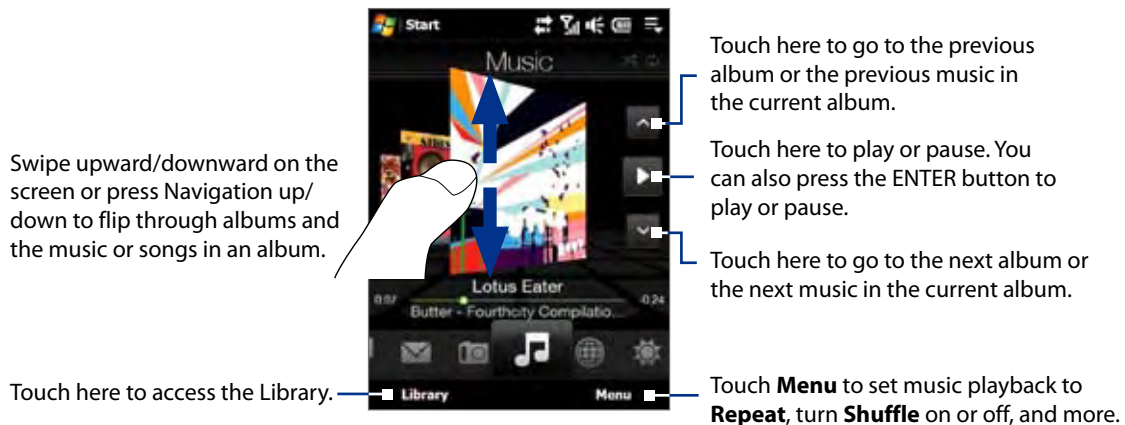 Start
Music
Swipe upward/downward on the
screen or press Navigation up/
down to flip through albums and
the music or songs in an album.
Touch here to go to the previous
album or the previous music in
the current album.
Touch here to play or pause. You
can also press the ENTER button to
play or pause.
Touch here to go to the next album or
the next music in the current album.
Lotus Eater
0:07
0:24
Butter - Fourthcity Compilatio...
Touch here to access the Library.
Library
Menu
Touch Menu to set music playback to
Repeat, turn Shuffle on or off, and more.